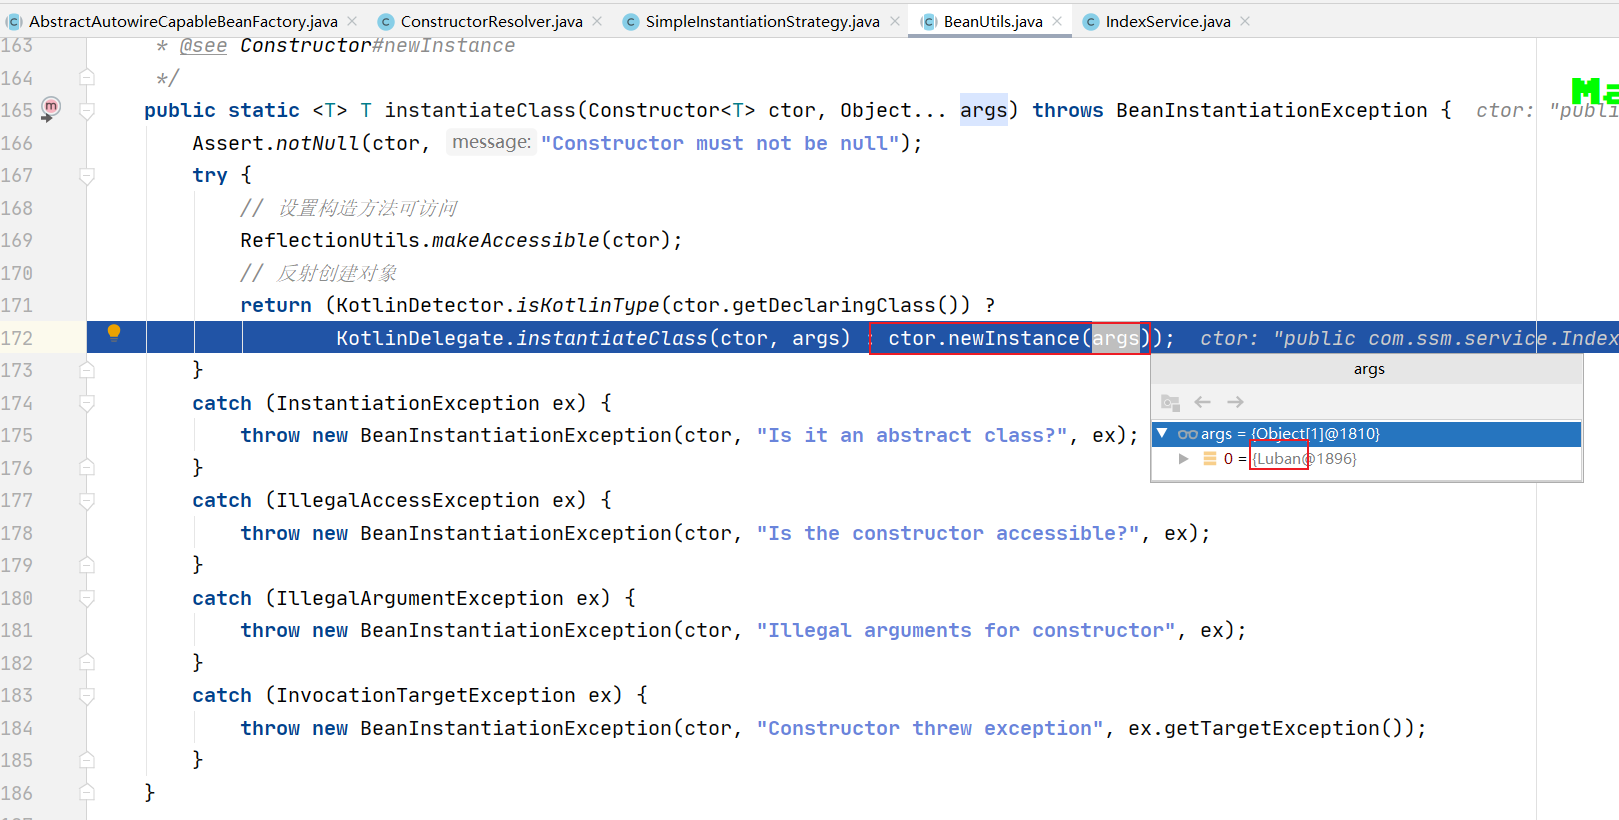 AbstractAutowireCapableBeanFactory.java ConstructorResolver.java SimpleInstantiationStrategy.java BeanUtils.java IndexService.java
163 * @see Constructor#newInstance
164 */
165 public static <T> T instantiateClass(Constructor<T> ctor, Object... args) throws BeanInstantiationException { ctor: "publi
166 Assert.notNull(ctor, message: "Constructor must not be null");
167 try {
168 // 设置构造方法可访问
169 ReflectionUtils.makeAccessible(ctor);
170 // 反射创建对象
171 return (KotlinDetector.isKotlinType(ctor.getDeclaringClass()) ?
172 KotlinDelegate.instantiateClass(ctor, args) : ctor.newInstance(args)); ctor: "public com.ssm.service.Index
args
args = {Object[1]@1810}
0 = {Luban@1896}
173 }
174 catch (InstantiationException ex) {
175 throw new BeanInstantiationException(ctor, "Is it an abstract class?", ex);
176 }
177 catch (IllegalAccessException ex) {
178 throw new BeanInstantiationException(ctor, "Is the constructor accessible?", ex);
179 }
180 catch (IllegalArgumentException ex) {
181 throw new BeanInstantiationException(ctor, "Illegal arguments for constructor", ex);
182 }
183 catch (InvocationTargetException ex) {
184 throw new BeanInstantiationException(ctor, "Constructor threw exception", ex.getTargetException());
185 }
186 }